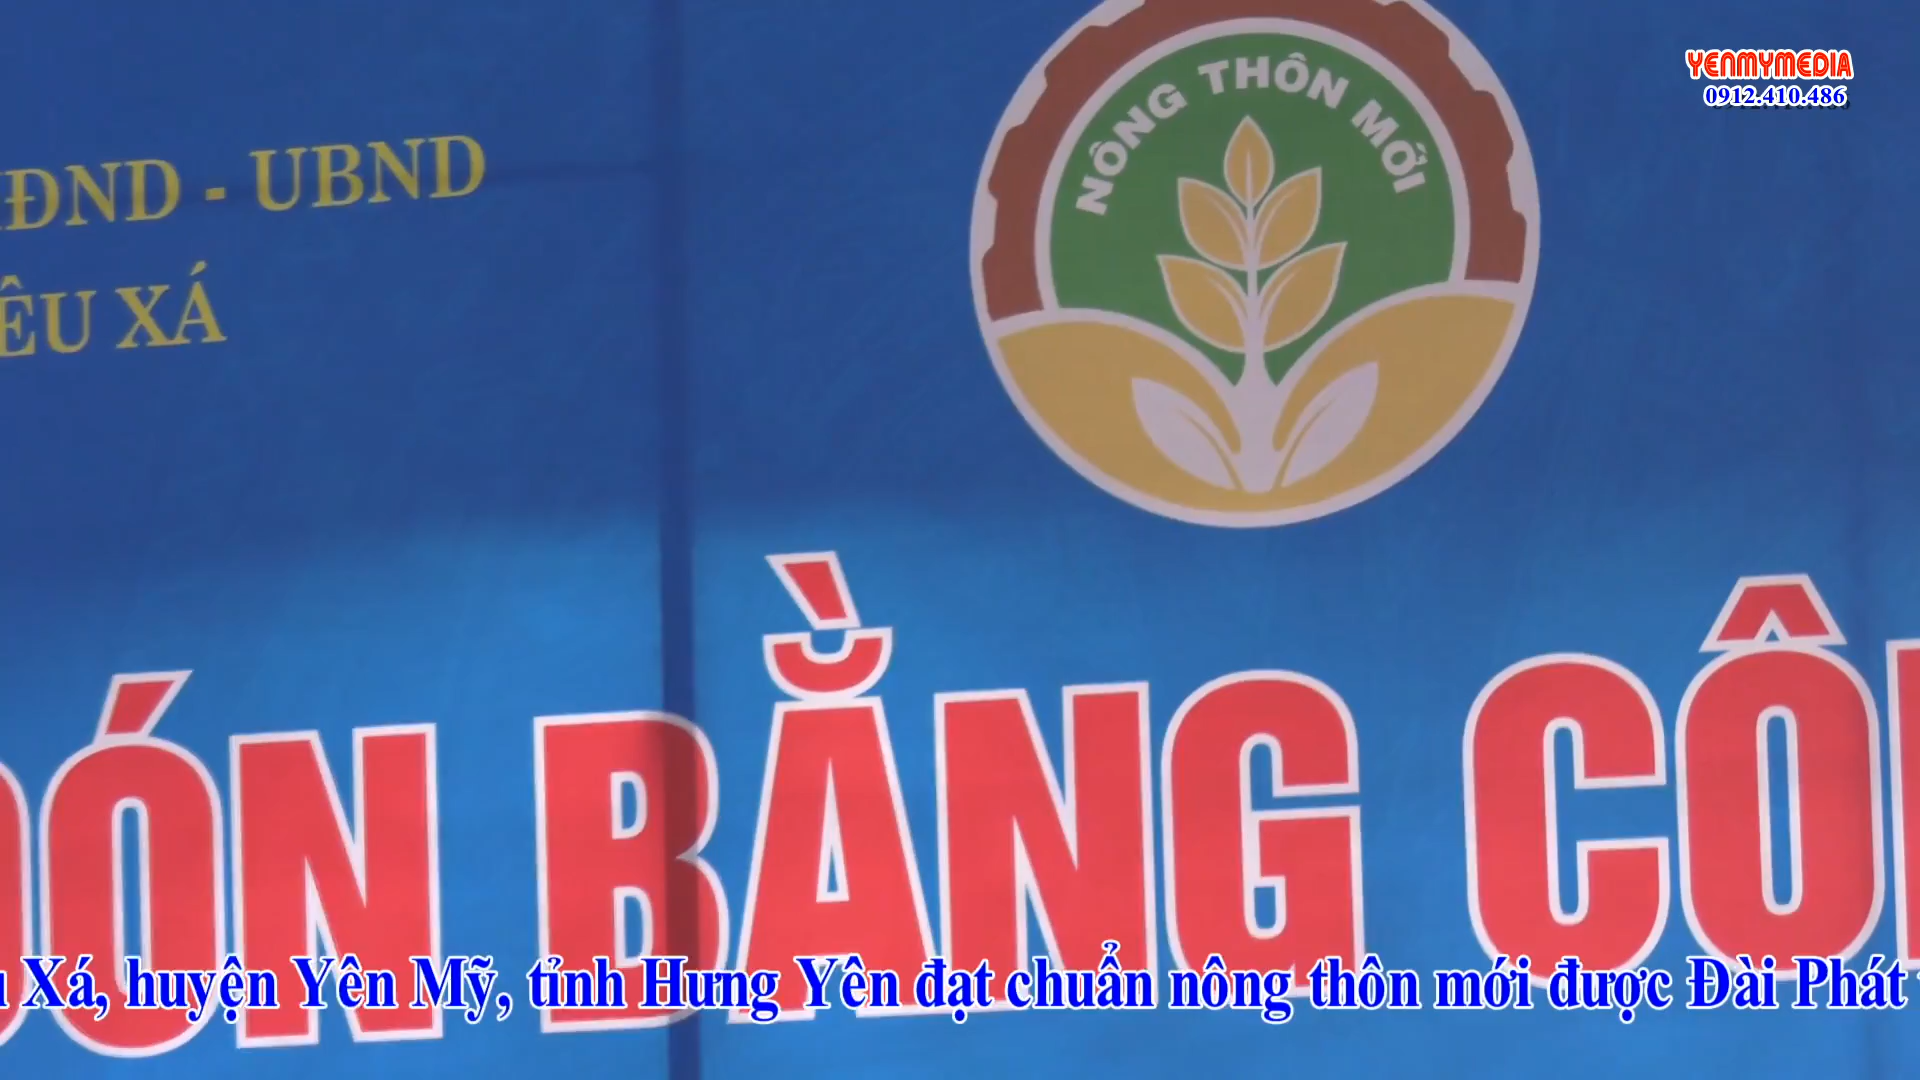 YENMYMEDIA
0912.410.486
NÔNG THÔN MỚI
ĐND - UBND
ÊU XÁ
ÓN BẰNG CÔ
Xá, huyện Yên Mỹ, tỉnh Hưng Yên đạt chuẩn nông thôn mới được Đài Phát